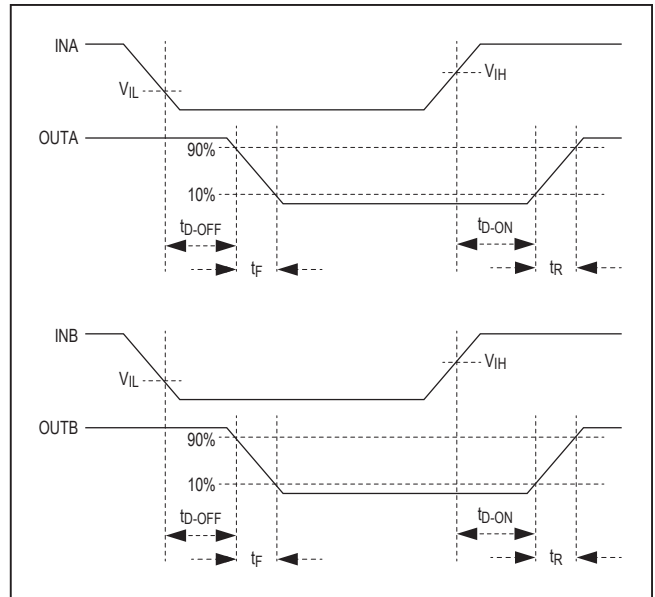 INA
VIL
VIH
OUTA
90%
10%
tD-OFF
tD-ON
tF
tR
INB
VIL
VIH
OUTB
90%
10%
tD-OFF
tD-ON
tF
tR